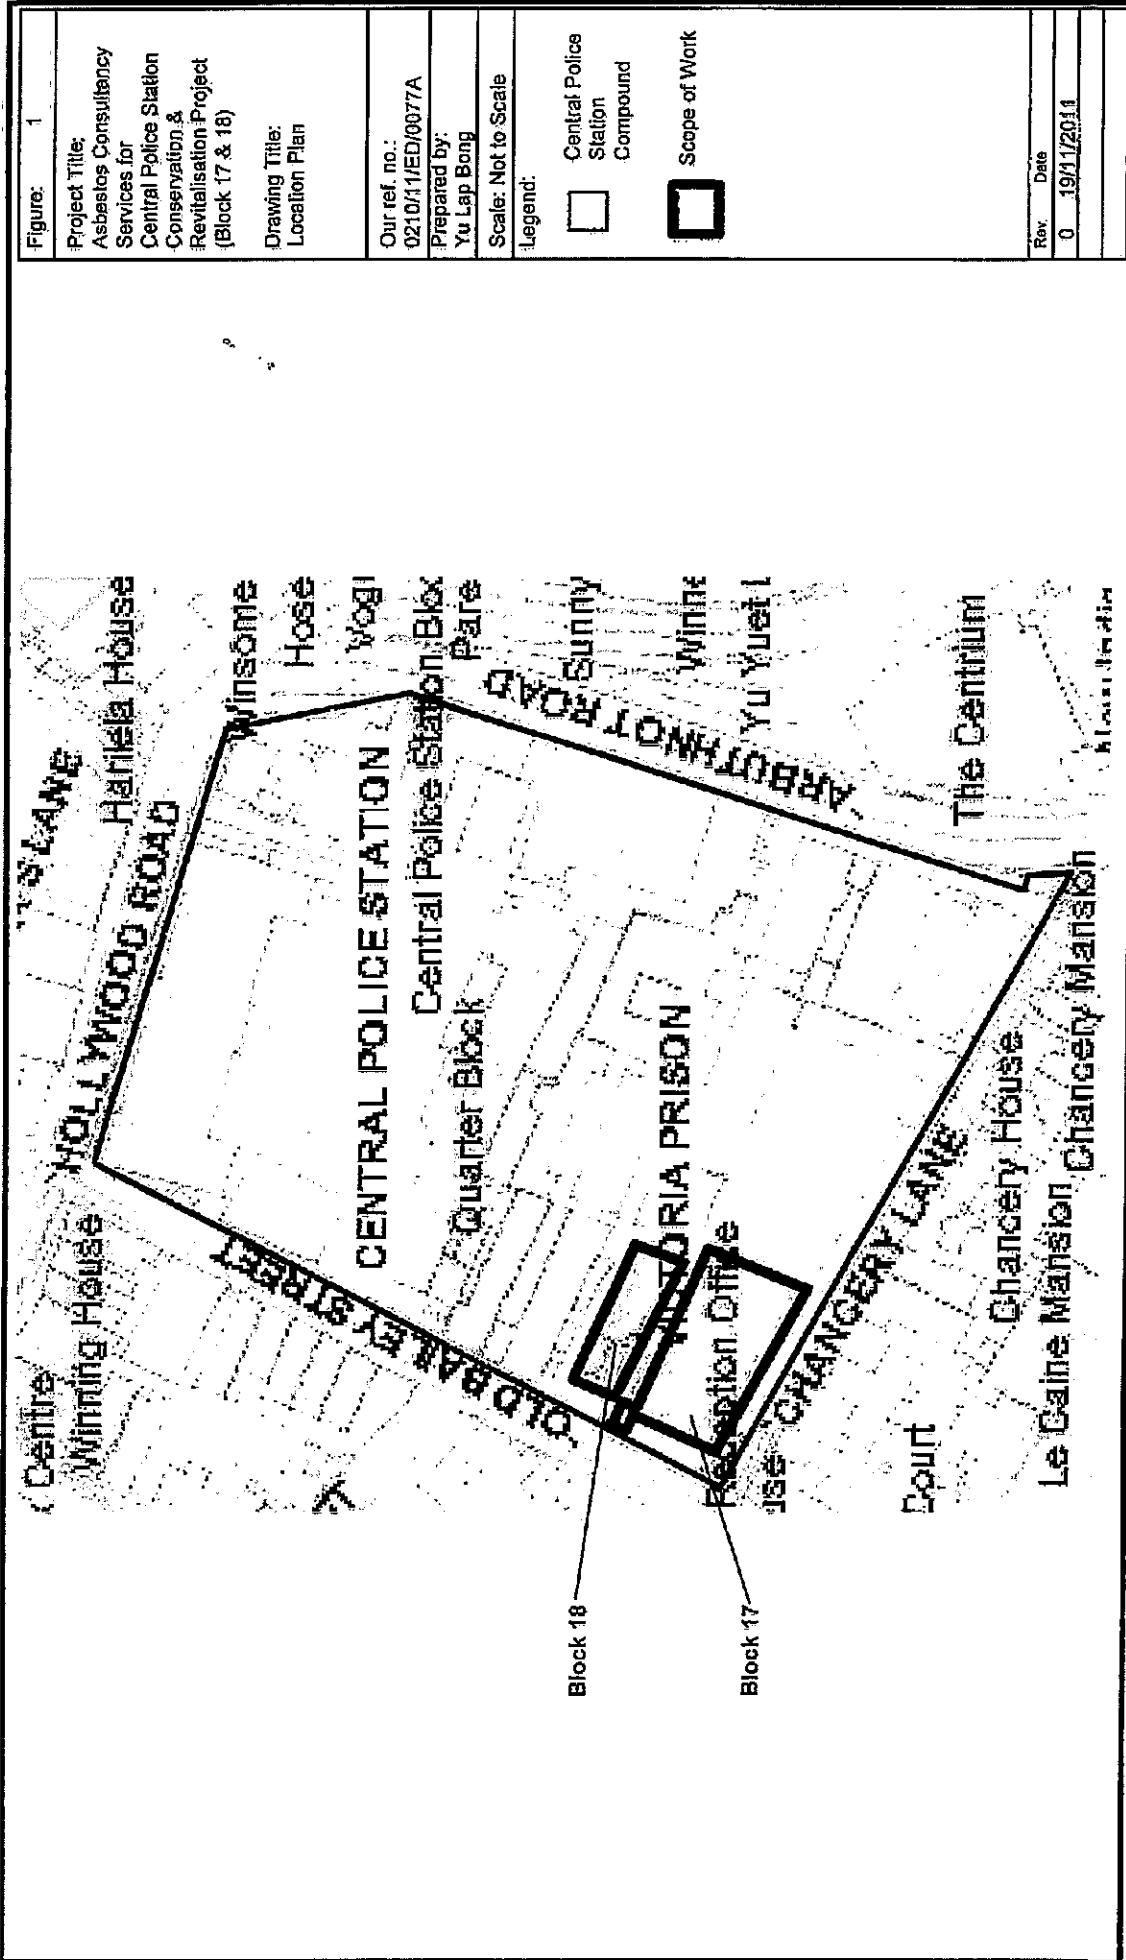 Figure: 1
Project Title:
Asbestos Consultancy
Services for
Central Police Station
Conservation &
Revitalisation Project
(Block 17 & 18)
Drawing Title:
Location Plan
Our ref. no.:
0210/11/ED/0077A
Prepared by:
Yu Lap Bong
Scale: Not to Scale
Legend:
Central Police
Station
Compound
Scope of Work
Rev. Date
0 19/11/2011
LANE
Centre
Winning House
HOLLYWOOD ROAD
Harilela House
Winsome
Hose
OLD BAILEY STREET
CENTRAL POLICE STATION
Central Police Station Bloc
Quarter Block
Pare
Sunny
ARBUTHNOT ROAD
Block 18
VICTORIA PRISON
Reception Office
Winne
Block 17
Yu Yuet L
CHANCERY LANE
Court
Chancery House
The Centrium
Le Gaine Mansion
Chancery Mansion